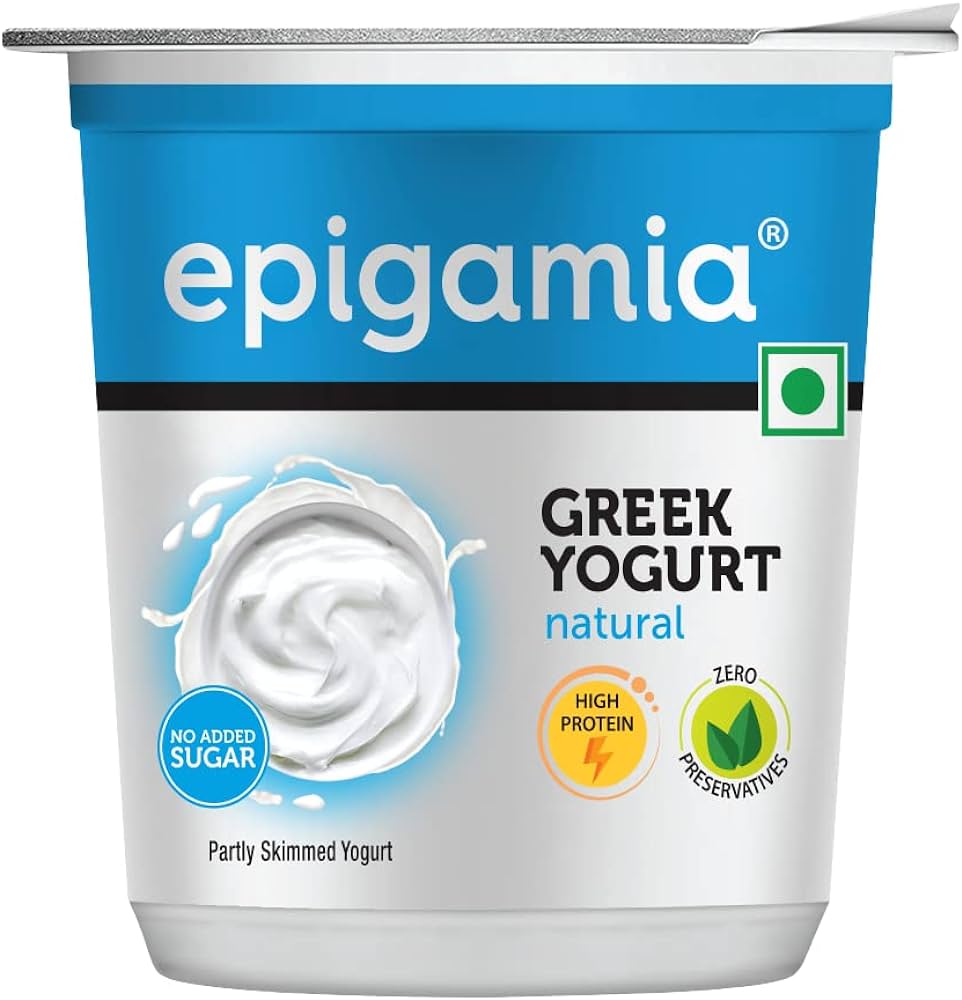 epigamia®
GREEK
YOGURT
natural
HIGH
PROTEIN
ZERO
PRESERVATIVES
NO ADDED
SUGAR
Partly Skimmed Yogurt